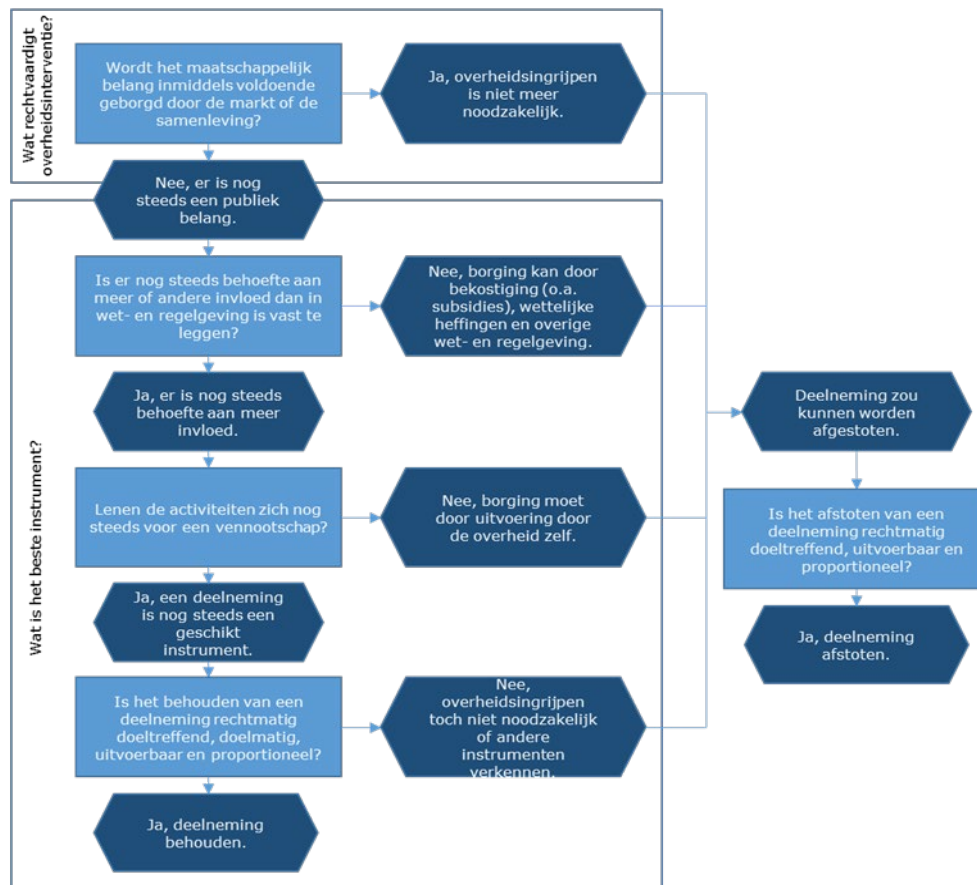 Wat rechtvaardigt
overheidsinterventie?
Wordt het maatschappelijk
belang inmiddels voldoende
geborgd door de markt of de
samenleving?
Ja, overheidsingrijpen
is niet meer
noodzakelijk.
Nee, er is nog
steeds een publiek
belang.
Wat is het beste instrument?
Is er nog steeds behoefte aan
meer of andere invloed dan in
wet- en regelgeving is vast te
leggen?
Nee, borging kan door
bekostiging (o.a.
subsidies), wettelijke
heffingen en overige
wet- en regelgeving.
Ja, er is nog steeds
behoefte aan meer
invloed.
Lenen de activiteiten zich nog
steeds voor een vennootschap?
Nee, borging moet
door uitvoering door
de overheid zelf.
Ja, een deelneming
is nog steeds een
geschikt
instrument.
Is het behouden van een
deelneming rechtmatig
doeltreffend, doelmatig,
uitvoerbaar en proportioneel?
Nee,
overheidsingrijpen
toch niet noodzakelijk
of andere
instrumenten
verkennen.
Ja, deelneming
behouden.
Deelneming zou
kunnen worden
afgestoten.
Is het afstoten van een
deelneming rechtmatig
doeltreffend, uitvoerbaar en
proportioneel?
Ja, deelneming
afstoten.